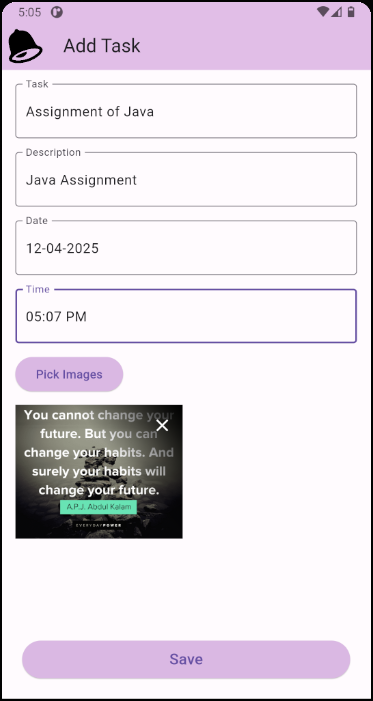 5:05
Add Task
Task
Assignment of Java
Description
Java Assignment
Date
12-04-2025
Time
05:07 PM
Pick Images
You cannot change your
future. But you can
change your habits. And
surely your habits will
change your future.
A.P.J. Abdul Kalam
EVERYDAYPOWER
Save